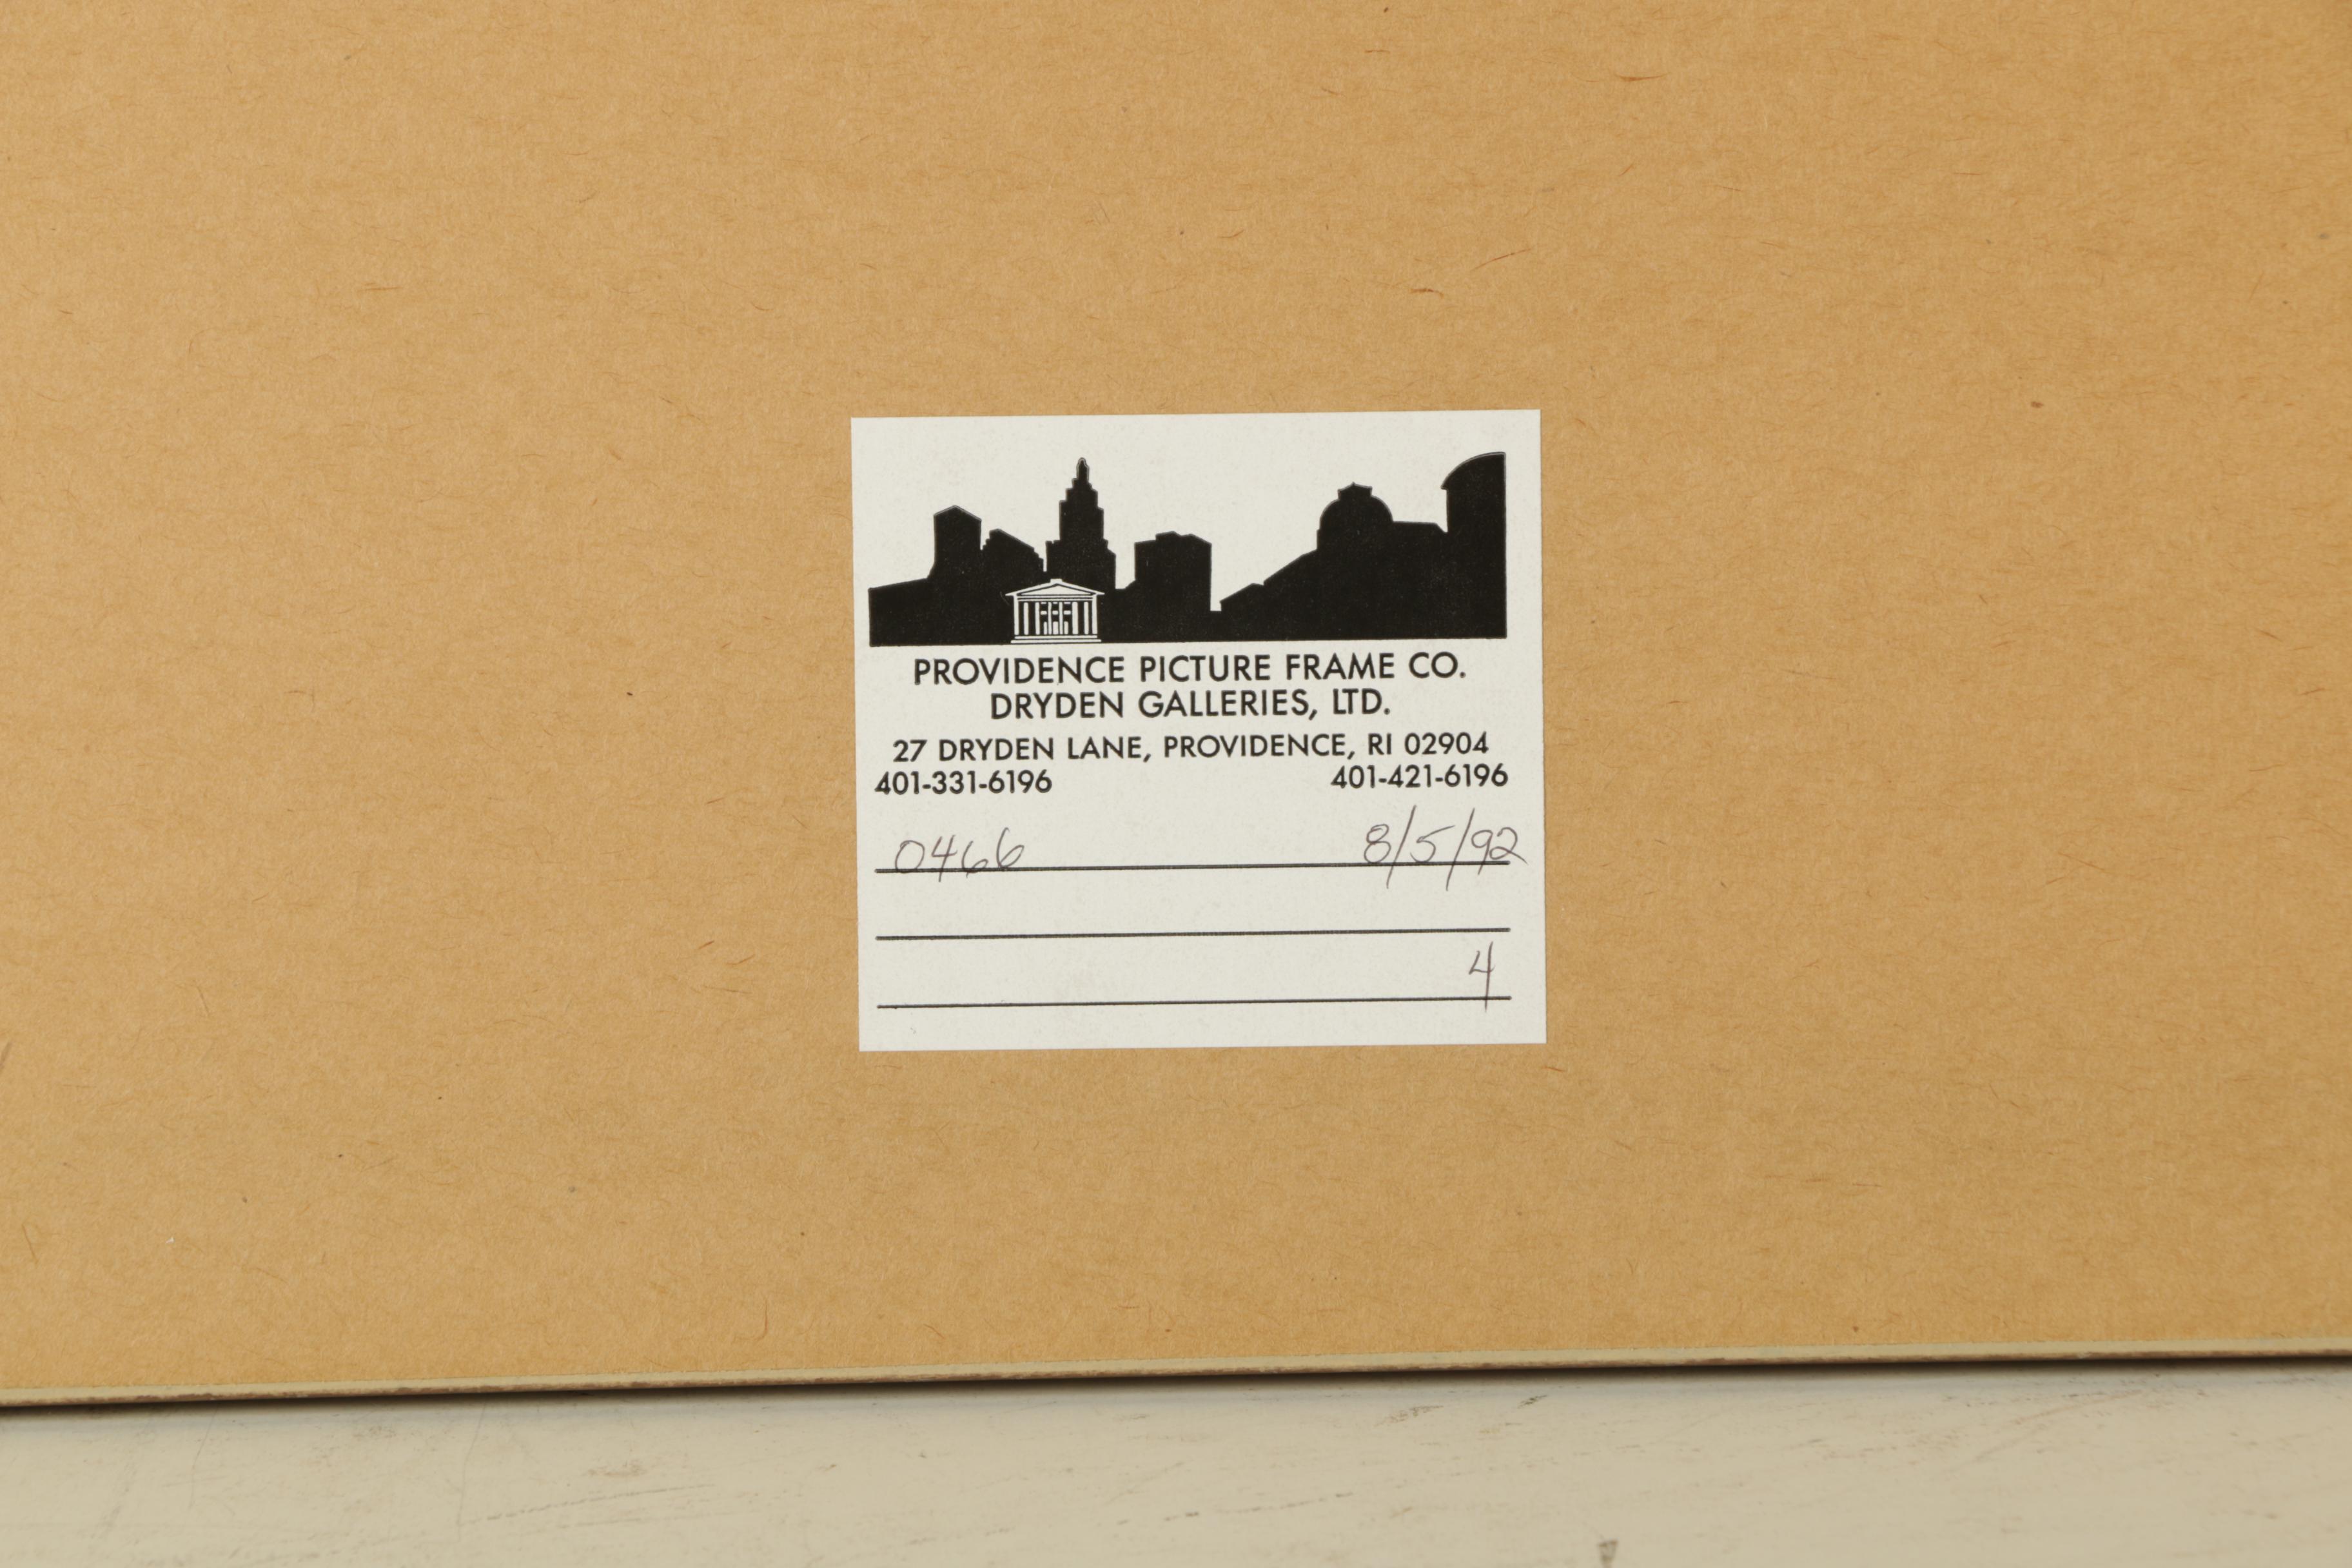 PROVIDENCE PICTURE FRAME CO.
DRYDEN GALLERIES, LTD.
27 DRYDEN LANE, PROVIDENCE, RI 02904
401-331-6196 401-421-6196
0466 8/5/92
4